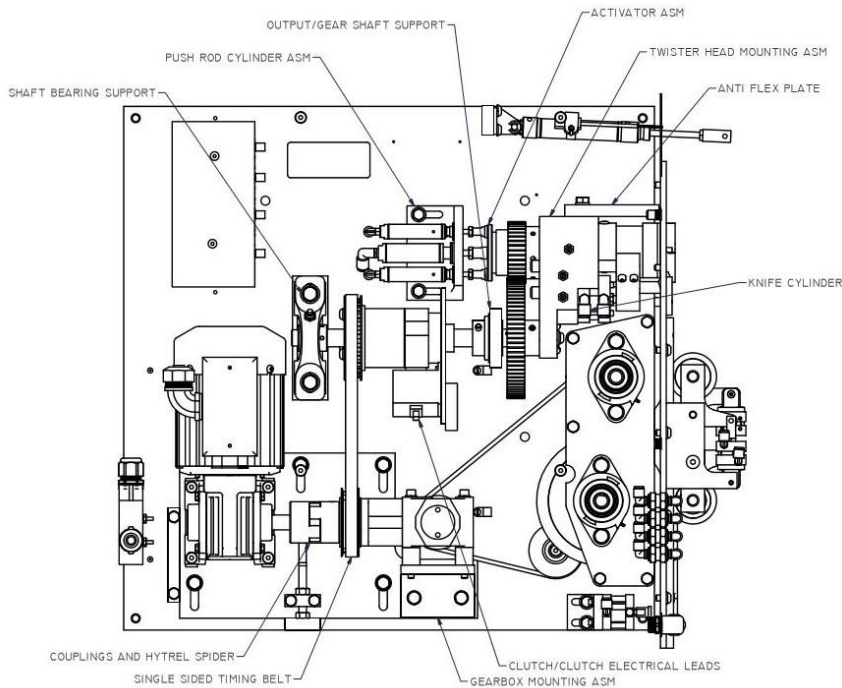 ACTIVATOR ASM
OUTPUT/GEAR SHAFT SUPPORT
TWISTER HEAD MOUNTING ASM
PUSH ROD CYLINDER ASM
ANTI FLEX PLATE
SHAFT BEARING SUPPORT
KNIFE CYLINDER
COUPLINGS AND HYTREL SPIDER
CLUTCH/CLUTCH ELECTRICAL LEADS
SINGLE SIDED TIMING BELT
GEARBOX MOUNTING ASM